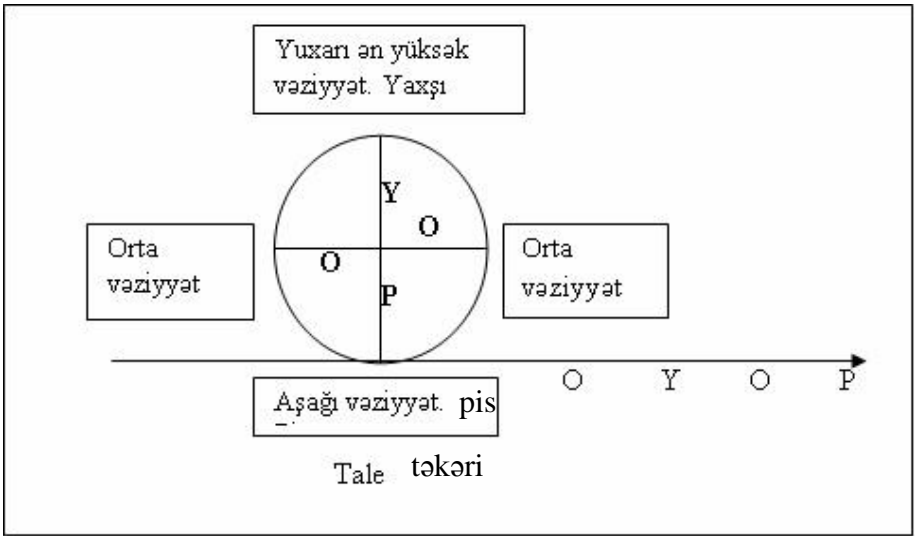 Yuxarı ən yüksək
vəziyyət. Yaxşı
Y
O
Orta
vəziyyət
O
P
Orta
vəziyyət
O Y O P
Aşağı vəziyyət. pis
Tale təkəri